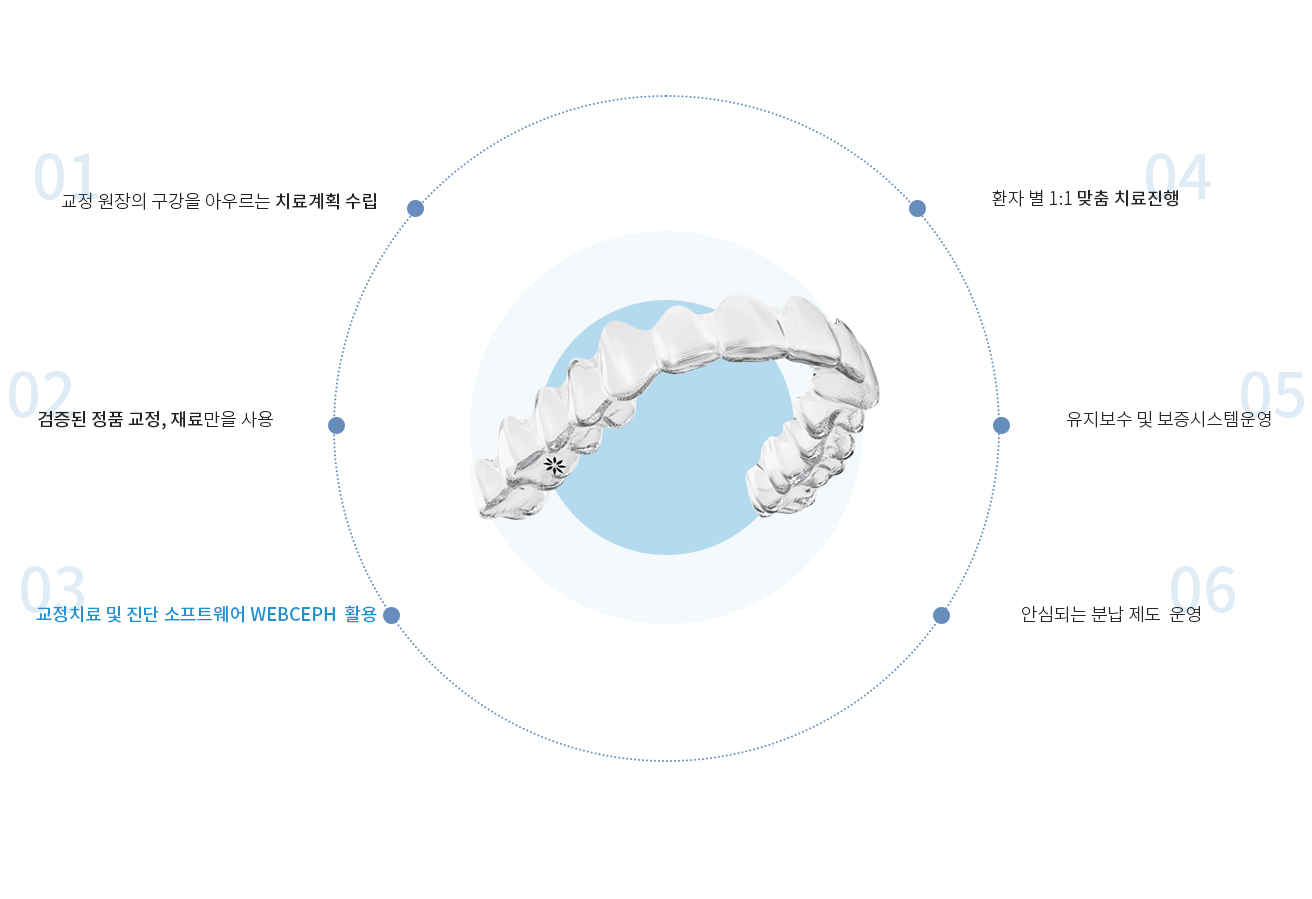 01
교정 원장의 구강을 아우르는 치료계획 수립
02
검증된 정품 교정, 재료만을 사용
03
교정치료 및 진단 소프트웨어 WEBCEPH 활용
04
환자 별 1:1 맞춤 치료진행
05
유지보수 및 보증시스템운영
06
안심되는 분납 제도 운영